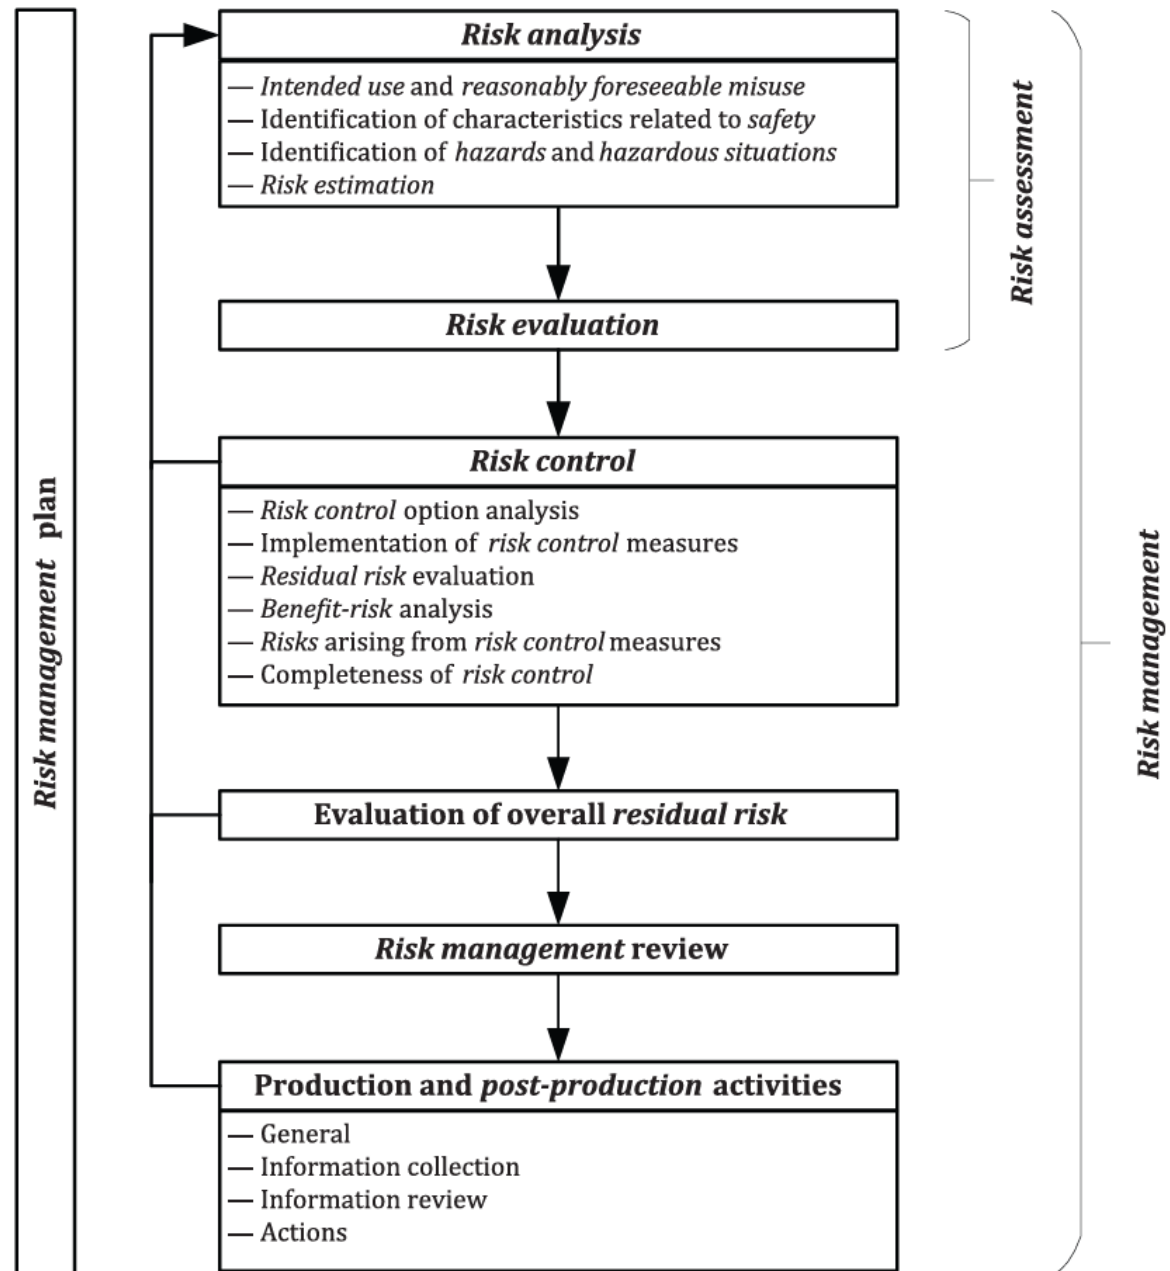 Risk analysis
— Intended use and reasonably foreseeable misuse
— Identification of characteristics related to safety
— Identification of hazards and hazardous situations
— Risk estimation
Risk evaluation
Risk assessment
Risk control
— Risk control option analysis
— Implementation of risk control measures
— Residual risk evaluation
— Benefit-risk analysis
— Risks arising from risk control measures
— Completeness of risk control
Risk management plan
Risk management
Evaluation of overall residual risk
Risk management review
Production and post-production activities
— General
— Information collection
— Information review
— Actions